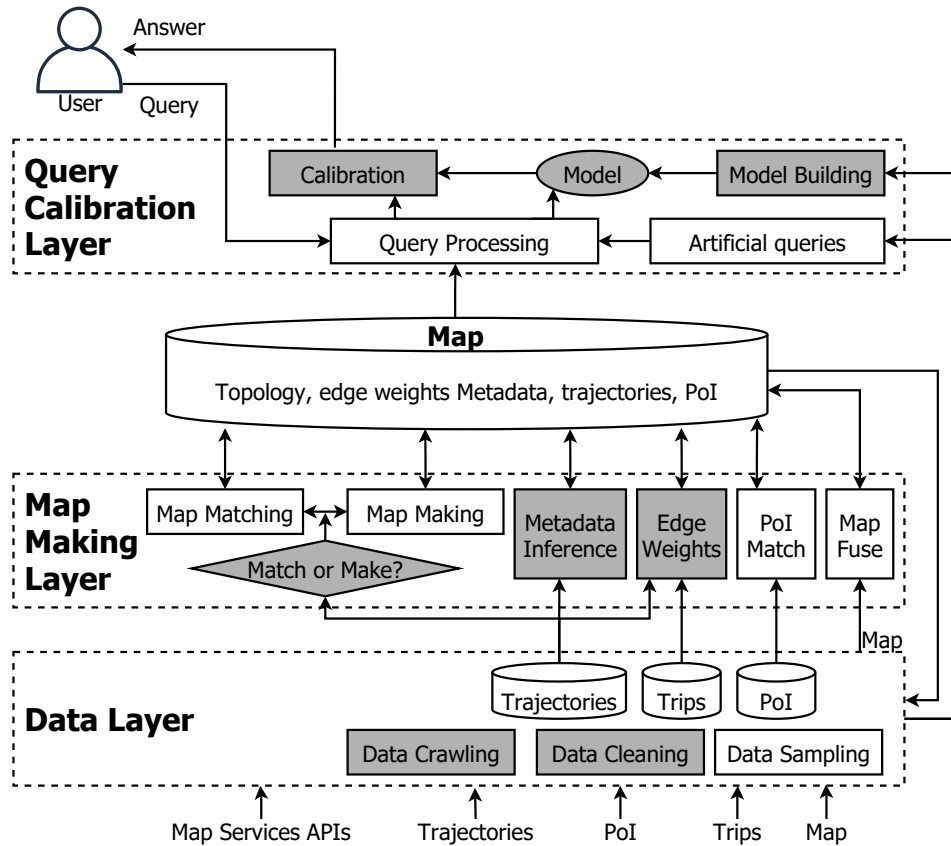 Answer
User
Query
Query
Calibration
Layer
Calibration
Model
Model Building
Query Processing
Artificial queries
Map
Topology, edge weights Metadata, trajectories, PoI
Map
Making
Layer
Map Matching
Map Making
Metadata
Inference
Edge
Weights
PoI
Match
Map
Fuse
Match or Make?
Map
Data Layer
Trajectories
Trips
PoI
Data Crawling
Data Cleaning
Data Sampling
Map Services APIs
Trajectories
PoI
Trips
Map